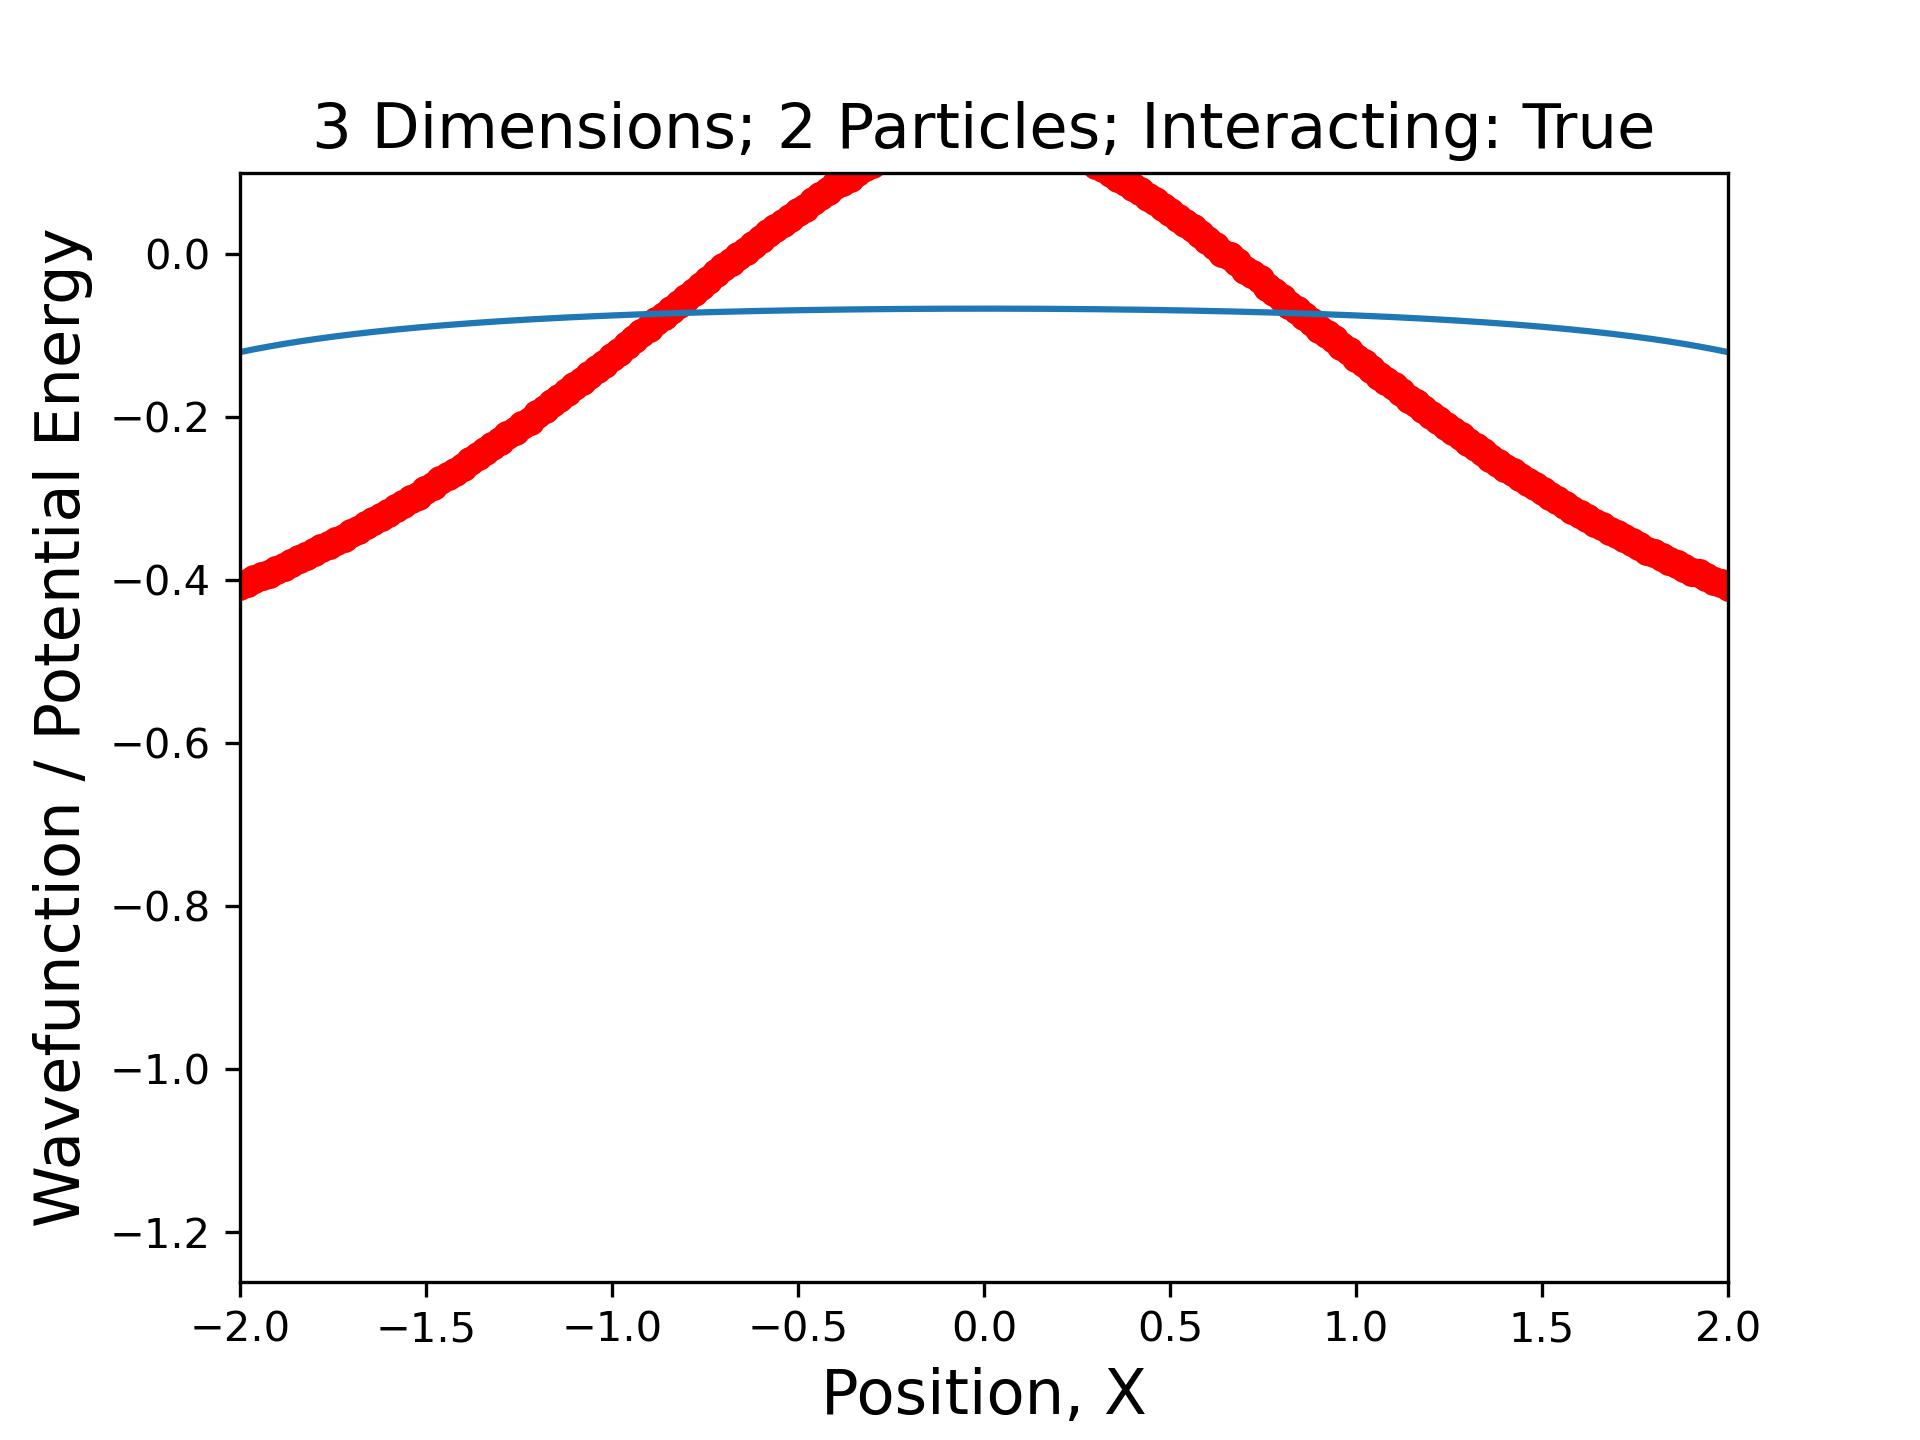 3 Dimensions; 2 Particles; Interacting: True
Wavefunction / Potential Energy
0.0
−0.2
−0.4
−0.6
−0.8
−1.0
−1.2
−2.0 −1.5 −1.0 −0.5 0.0 0.5 1.0 1.5 2.0
Position, X